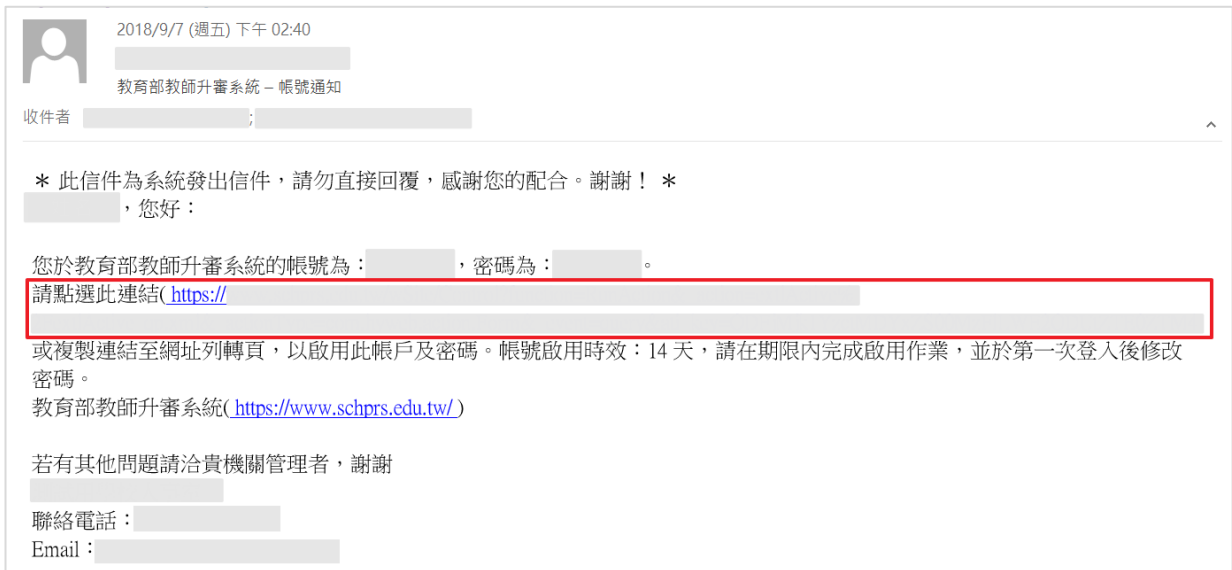 2018/9/7 (週五) 下午 02:40
教育部教師升審系統 – 帳號通知
收件者 ;
＊ 此信件為系統發出信件，請勿直接回覆，感謝您的配合。謝謝！ ＊
，您好：
您於教育部教師升審系統的帳號為： ，密碼為： 。
請點選此連結( https://
或複製連結至網址列轉頁，以啟用此帳戶及密碼。帳號啟用時效：14 天，請在期限內完成啟用作業，並於第一次登入後修改
密碼。
教育部教師升審系統( https://www.schprs.edu.tw/ )
若有其他問題請洽貴機關管理者，謝謝
聯絡電話：
Email：